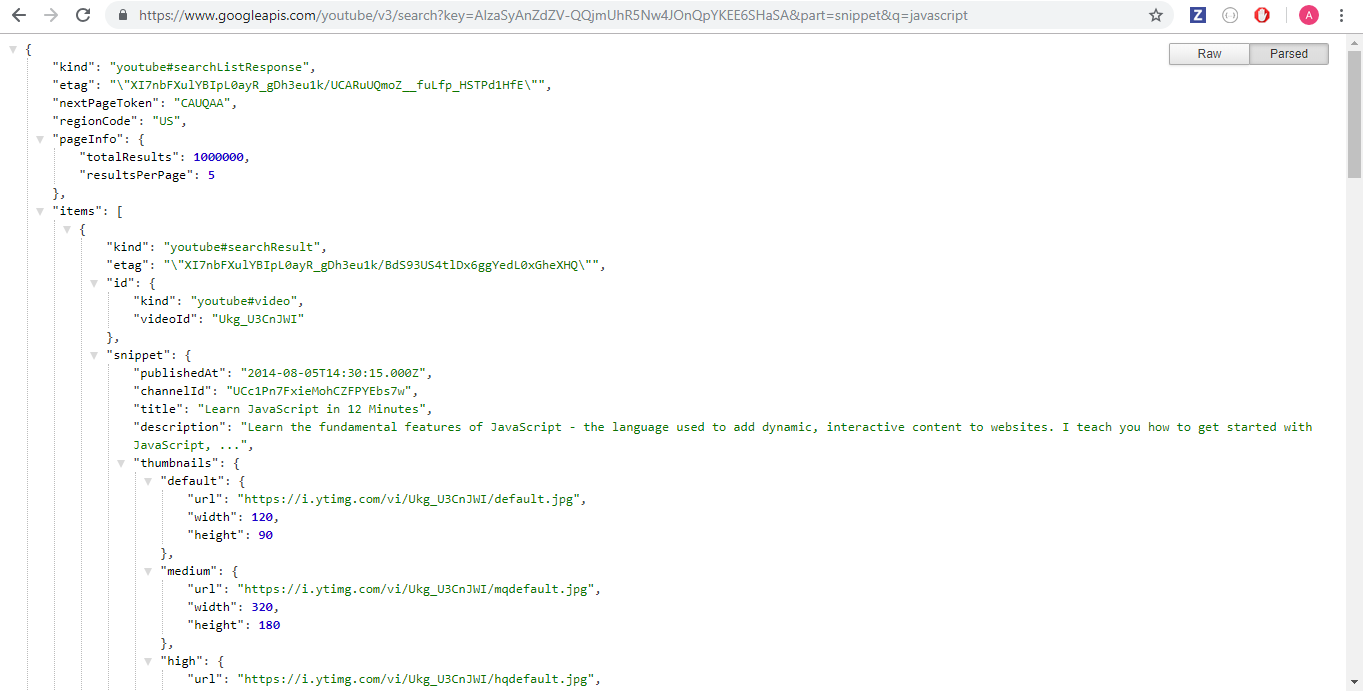 https://www.googleapis.com/youtube/v3/search?key=AIzaSyAnZdZV-QQjmUhR5Nw4JOnQpYKEE6SHaSA&part=snippet&q=javascript
Z
A
Raw Parsed
{
"kind": "youtube#searchListResponse",
"etag": "\"XI7nbFXulYBIpL0ayR_gDh3eu1k/UCARuUQmoZ__fuLfp_HSTPd1HfE\"",
"nextPageToken": "CAUQAA",
"regionCode": "US",
"pageInfo": {
"totalResults": 1000000,
"resultsPerPage": 5
},
"items": [
{
"kind": "youtube#searchResult",
"etag": "\"XI7nbFXulYBIpL0ayR_gDh3eu1k/BdS93US4tlDx6ggYedL0xGheXHQ\"",
"id": {
"kind": "youtube#video",
"videoId": "Ukg_U3CnJWI"
},
"snippet": {
"publishedAt": "2014-08-05T14:30:15.000Z",
"channelId": "UCc1Pn7FxieMohCZFPYEbs7w",
"title": "Learn JavaScript in 12 Minutes",
"description": "Learn the fundamental features of JavaScript - the language used to add dynamic, interactive content to websites. I teach you how to get started with
JavaScript, ...",
"thumbnails": {
"default": {
"url": "https://i.ytimg.com/vi/Ukg_U3CnJWI/default.jpg",
"width": 120,
"height": 90
},
"medium": {
"url": "https://i.ytimg.com/vi/Ukg_U3CnJWI/mqdefault.jpg",
"width": 320,
"height": 180
},
"high": {
"url": "https://i.ytimg.com/vi/Ukg_U3CnJWI/hqdefault.jpg",